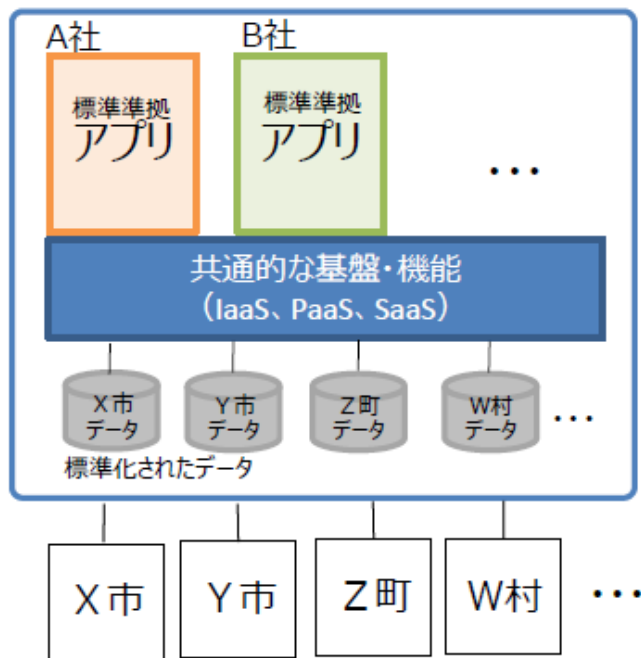 A社
B社
標準準拠
アプリ
標準準拠
アプリ
･･･
共通的な基盤･機能
（IaaS、PaaS、SaaS）
X市
データ
Y市
データ
Z町
データ
W村
データ
･･･
標準化されたデータ
X市
Y市
Z町
W村
･･･